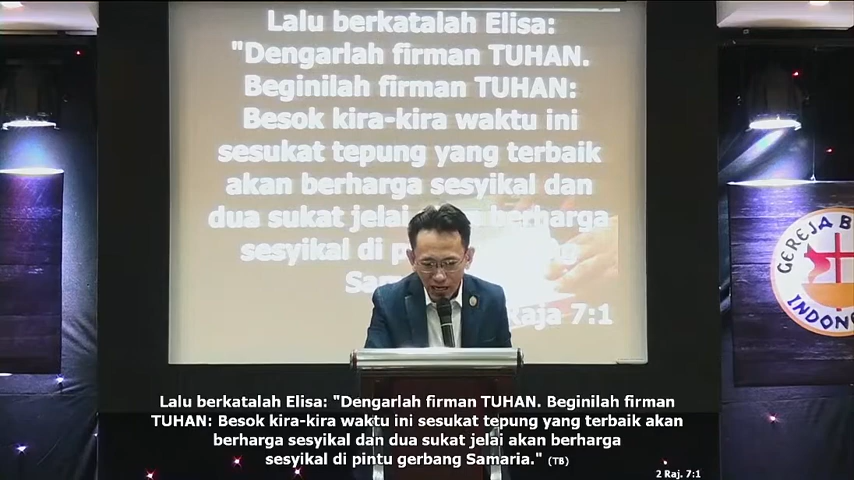 Lalu berkatalah Elisa:
"Dengarlah firman TUHAN.
Beginilah firman TUHAN:
Besok kira-kira waktu ini
sesukat tepung yang terbaik
akan berharga sesyikal dan
dua sukat jelai berharga
sesyikal di
Raja 7:1
GEREJA B
INDON
Lalu berkatalah Elisa: "Dengarlah firman TUHAN. Beginilah firman
TUHAN: Besok kira-kira waktu ini sesukat tepung yang terbaik akan
berharga sesyikal dan dua sukat jelai akan berharga
sesyikal di pintu gerbang Samaria." (TB)
2 Raj. 7:1